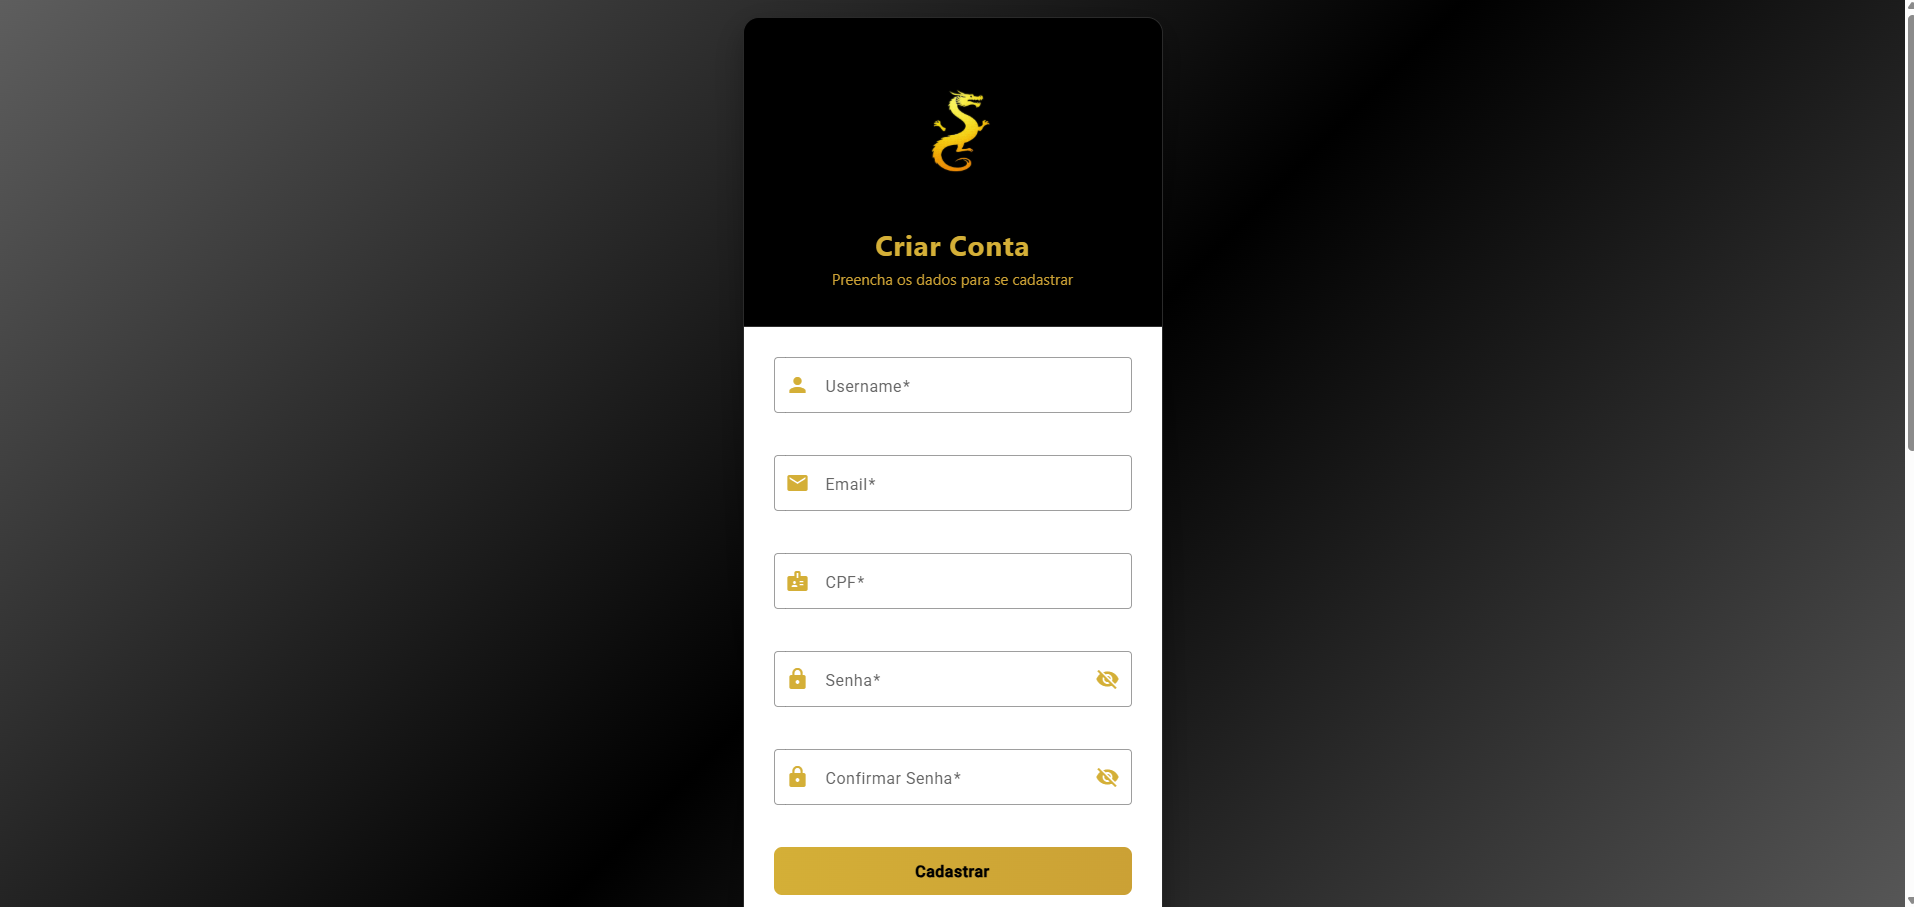 Criar Conta
Preencha os dados para se cadastrar
Username*
Email*
CPF*
Senha*
Confirmar Senha*
Cadastrar